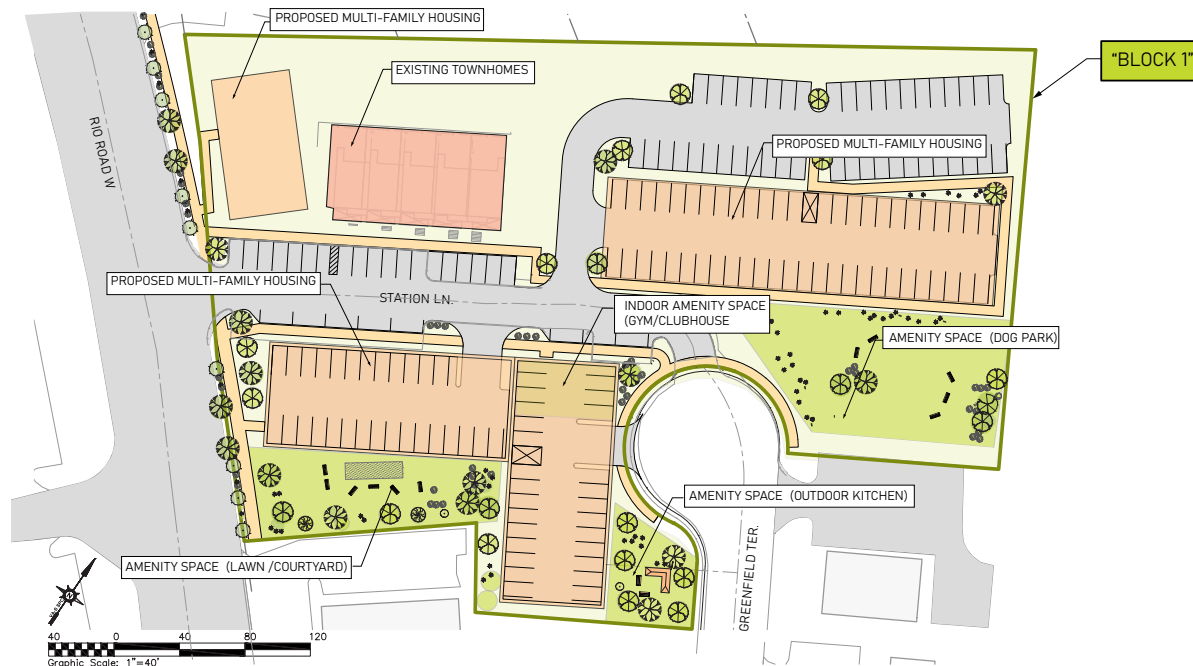 PROPOSED MULTI-FAMILY HOUSING
EXISTING TOWNHOMES
"BLOCK 1"
RIO ROAD W
PROPOSED MULTI-FAMILY HOUSING
PROPOSED MULTI-FAMILY HOUSING
STATION LN.
INDOOR AMENITY SPACE
(GYM/CLUBHOUSE
AMENITY SPACE (DOG PARK)
AMENITY SPACE (OUTDOOR KITCHEN)
AMENITY SPACE (LAWN /COURTYARD)
GREENFIELD TER.
40 0 40 80 120
Graphic Scale: 1"=40'